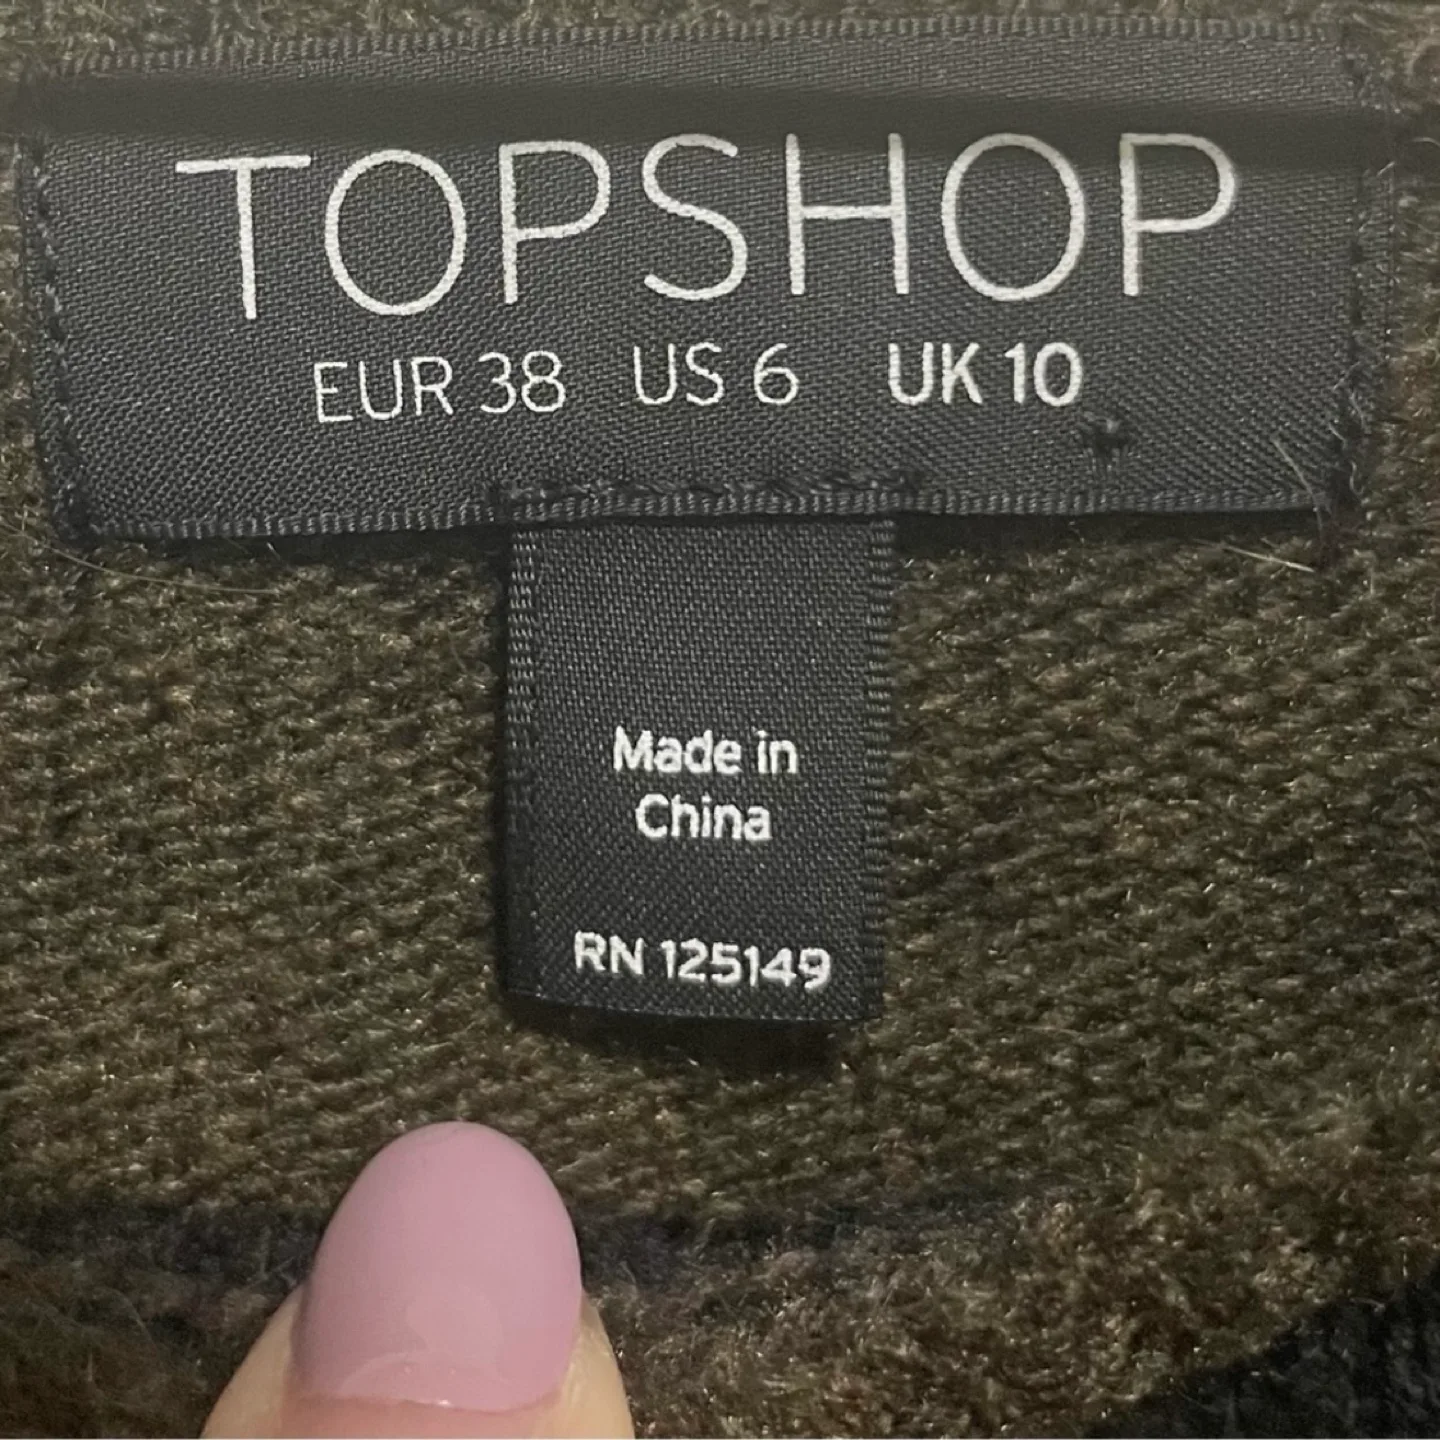 TOPSHOP
EUR 38 US 6 UK 10
Made in
China
RN 125149